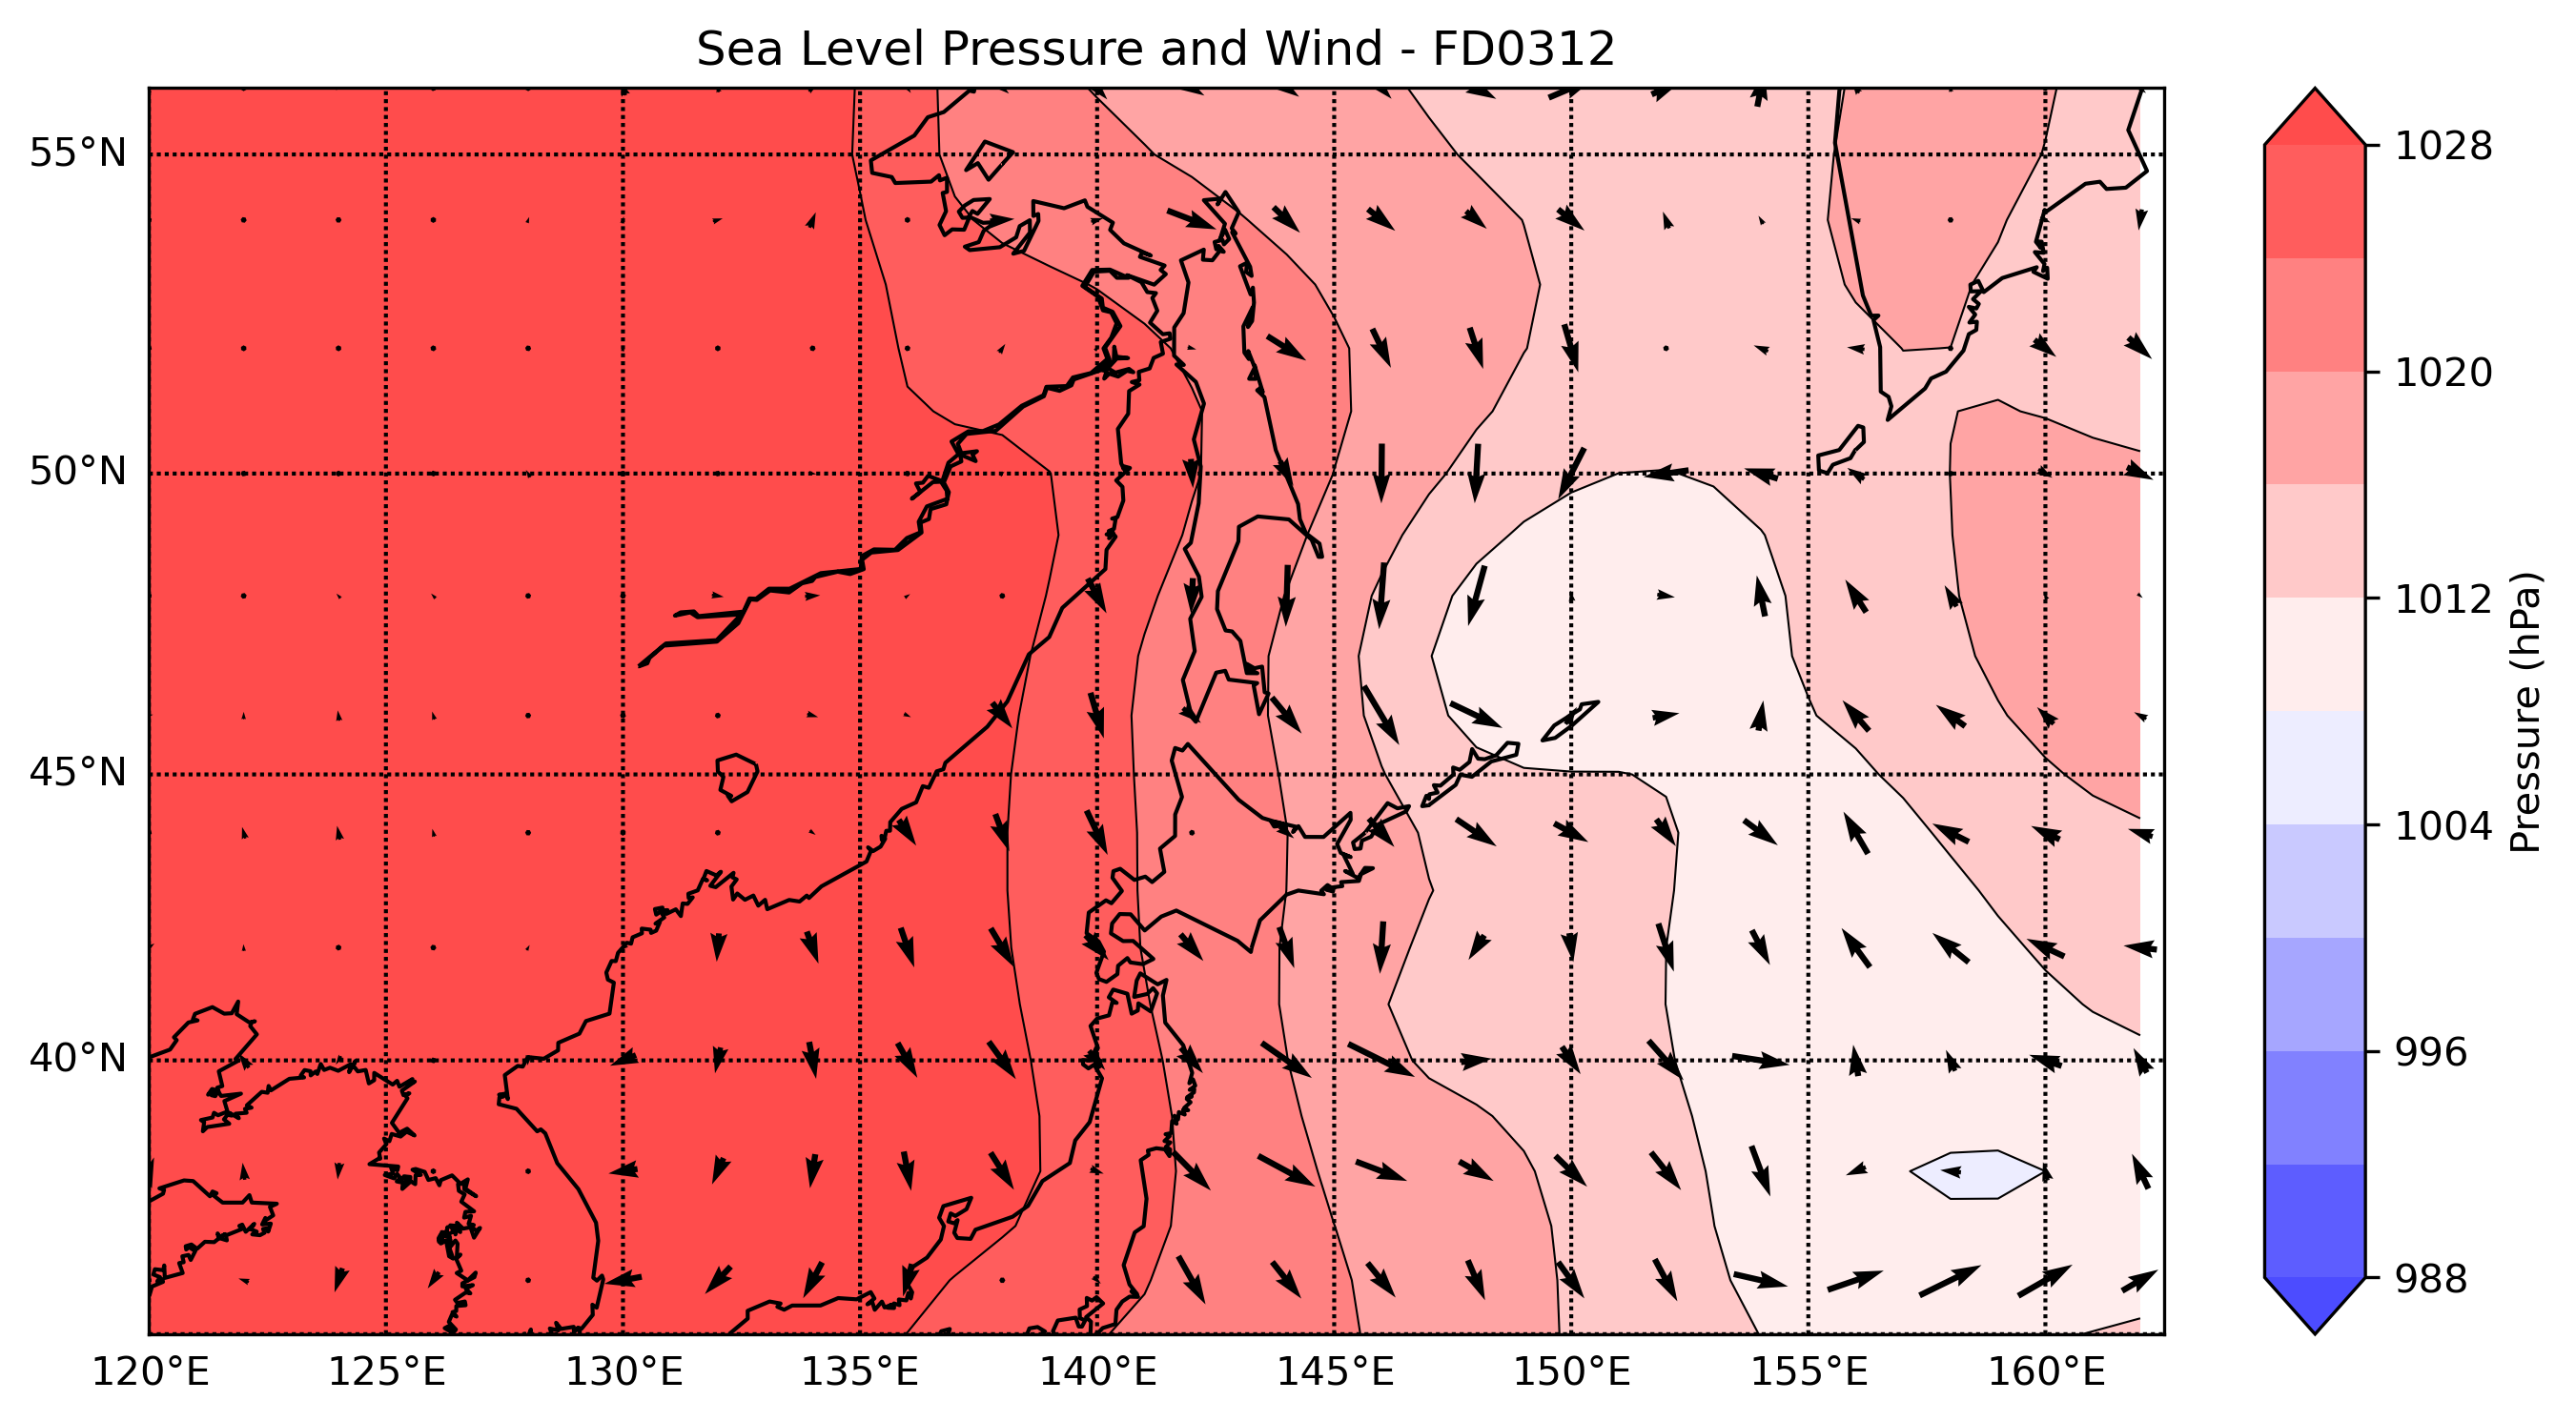 Sea Level Pressure and Wind - FD0312
55°N
50°N
45°N
40°N
120°E
125°E
130°E
135°E
140°E
145°E
150°E
155°E
160°E
1028
1020
1012
1004
996
988
Pressure (hPa)